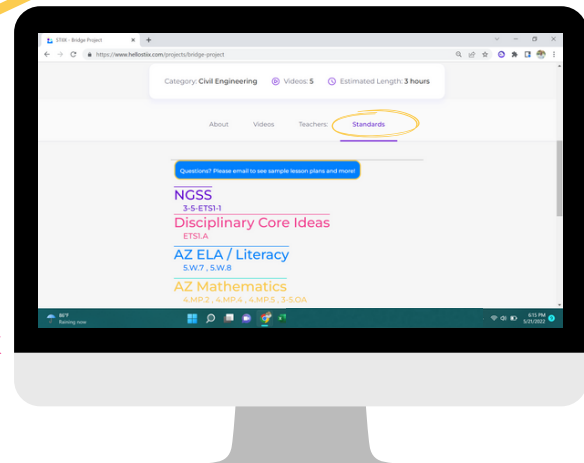 STIIX - Bridge Project
https://www.hellostiix.com/projects/bridge-project
Category: Civil Engineering Videos: 5 Estimated Length: 3 hours
About Videos Teachers: Standards
Questions? Please email to see sample lesson plans and more!
NGSS
3-5-ETS1-1
Disciplinary Core Ideas
ETS1.A
AZ ELA / Literacy
5.W.7 , 5.W.8
AZ Mathematics
4.MP.2 , 4.MP.4 , 4.MP.5 , 3-5.OA
88°F
Raining now
6:15 PM
5/21/2022